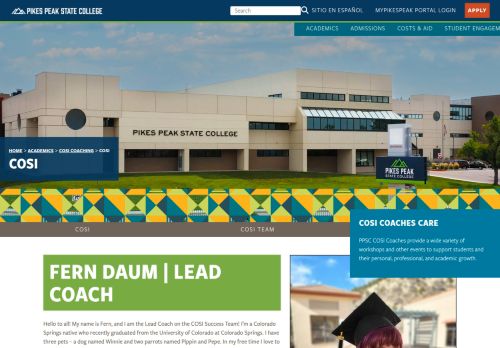 PIKES PEAK STATE COLLEGE
Search
SITIO EN ESPAÑOL
MYPIKESPEAK PORTAL LOGIN
APPLY
ACADEMICS
ADMISSIONS
COSTS & AID
STUDENT ENGAGEM
PIKES PEAK STATE COLLEGE
PIKES PEAK
STATE COLLEGE
HOME > ACADEMICS > COSI COACHING > COSI
COSI
COSI
COSI TEAM
COSI COACHES CARE
PPSC COSI Coaches provide a wide variety of
workshops and other events to support students
and their personal, professional, and academic growth.
FERN DAUM | LEAD
COACH
Hello to all! My name is Fern, and I am the Lead Coach on the COSI Success Team! I'm a Colorado
Springs native who recently graduated from the University of Colorado at Colorado Springs. I have
three pets – a dog named Winnie and two parrots named Pippin and Pepe. In my free time I love to